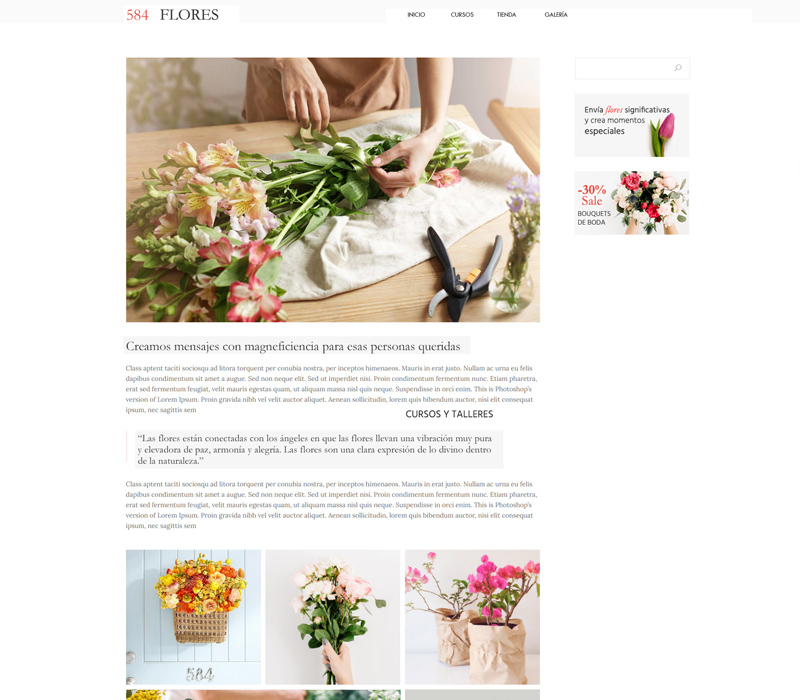 584 FLORES
INICIO CURSOS TIENDA GALERÍA
Envía flores significativas
y crea momentos
especiales
-30%
Sale
BOUQUETS
DE BODA
Creamos mensajes con magneficiencia para esas personas queridas
Class aptent taciti sociosqu ad litora torquent per conubia nostra, per inceptos himenaeos. Mauris in erat justo. Nullam ac urna eu felis
dapibus condimentum sit amet a augue. Sed non neque elit. Sed ut imperdiet nisi. Proin condimentum fermentum nunc. Etiam pharetra,
erat sed fermentum feugiat, velit mauris egestas quam, ut aliquam massa nisl quis neque. Suspendisse in orci enim. This is Photoshop's
version of Lorem Ipsum. Proin gravida nibh vel velit auctor aliquet. Aenean sollicitudin, lorem quis bibendum auctor, nisi elit consequat
ipsum, nec sagittis sem
CURSOS Y TALLERES
“Las flores están conectadas con los ángeles en que las flores llevan una vibración muy pura
y elevadora de paz, armonía y alegría. Las flores son una clara expresión de lo divino dentro
de la naturaleza.”
Class aptent taciti sociosqu ad litora torquent per conubia nostra, per inceptos himenaeos. Mauris in erat justo. Nullam ac urna eu felis
dapibus condimentum sit amet a augue. Sed non neque elit. Sed ut imperdiet nisi. Proin condimentum fermentum nunc. Etiam pharetra,
erat sed fermentum feugiat, velit mauris egestas quam, ut aliquam massa nisl quis neque. Suspendisse in orci enim. This is Photoshop's
version of Lorem Ipsum. Proin gravida nibh vel velit auctor aliquet. Aenean sollicitudin, lorem quis bibendum auctor, nisi elit consequat
ipsum, nec sagittis sem
584